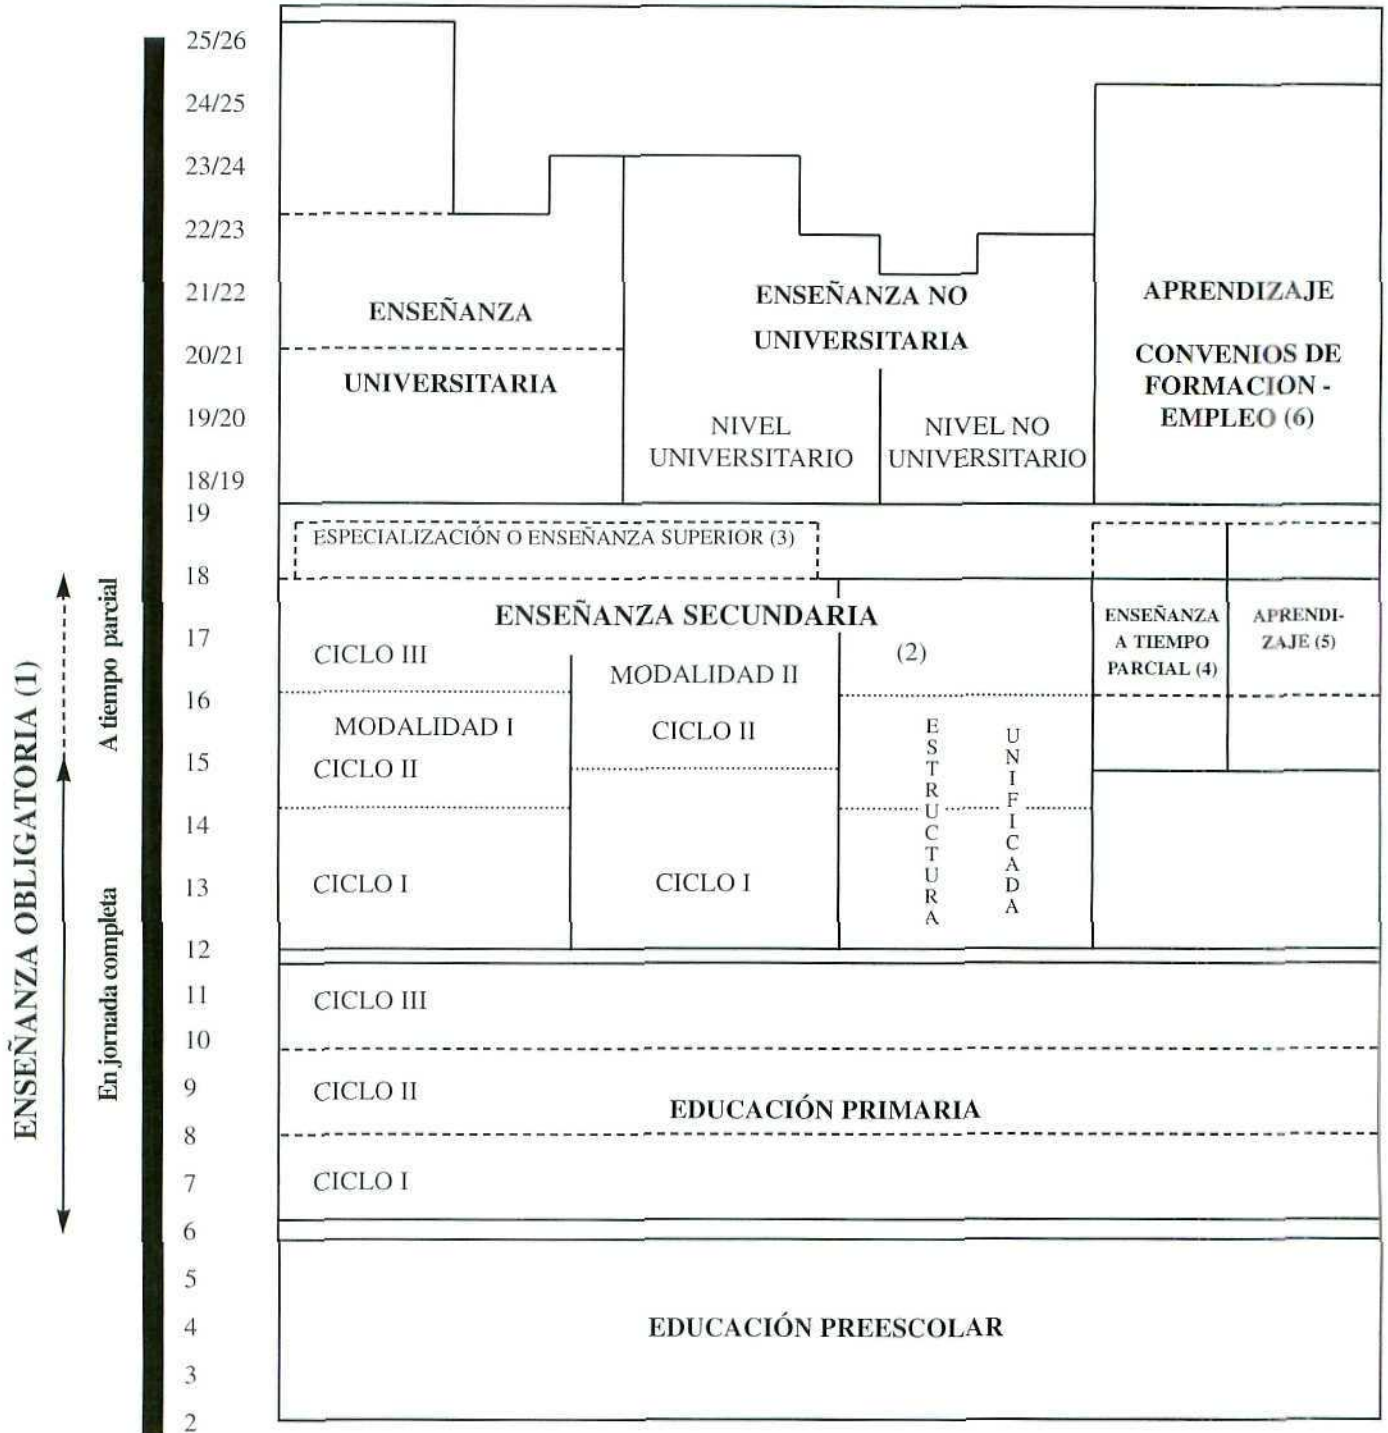 25/26
24/25
23/24
22/23
21/22
20/21
19/20
18/19
19
18
17
16
15
14
13
12
11
10
9
8
7
6
5
4
3
2
ENSEÑANZA OBLIGATORIA (1)
A tiempo parcial
En jornada completa
ENSEÑANZA
UNIVERSITARIA
ENSEÑANZA NO
UNIVERSITARIA
NIVEL
UNIVERSITARIO
NIVEL NO
UNIVERSITARIO
APRENDIZAJE
CONVENIOS DE
FORMACION -
EMPLEO (6)
ESPECIALIZACIÓN O ENSEÑANZA SUPERIOR (3)
ENSEÑANZA SECUNDARIA
CICLO III
MODALIDAD I
CICLO II
CICLO I
MODALIDAD II
CICLO II
CICLO I
(2)
ESTRUCTURA
UNIFICADA
ENSEÑANZA
A TIEMPO
PARCIAL (4)
APRENDI-
ZAJE (5)
CICLO III
CICLO II
EDUCACIÓN PRIMARIA
CICLO I
EDUCACIÓN PREESCOLAR